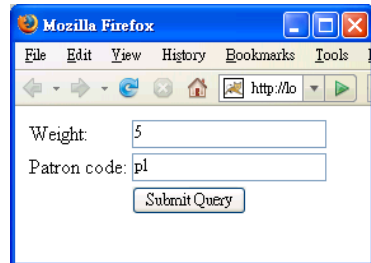 Mozilla Firefox
File Edit View History Bookmarks Tools
http://lo
Weight: 5
Patron code: p1
Submit Query